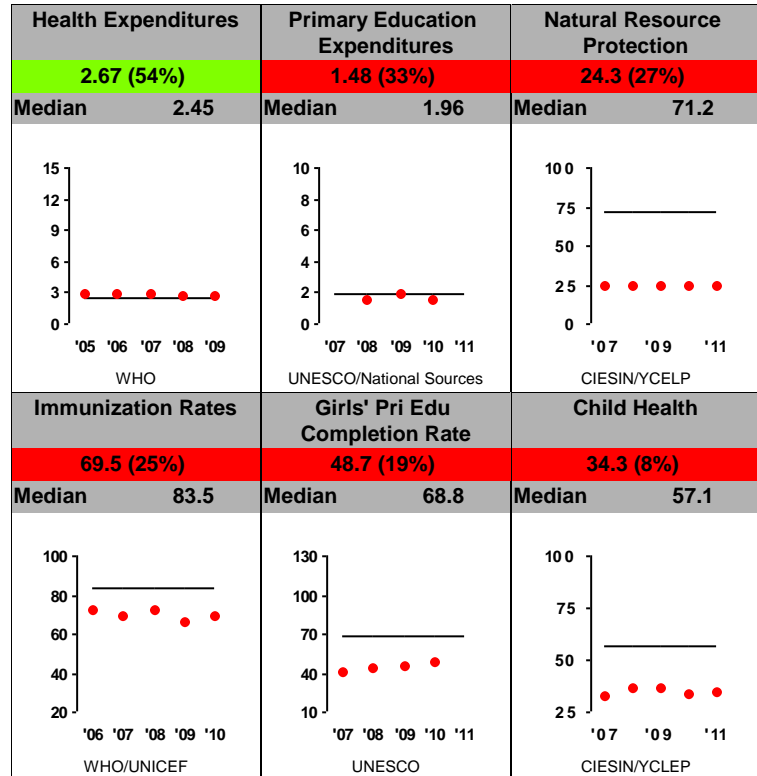 Health Expenditures
2.67 (54%)
Median 2.45
15
12
9
6
3
0
'05 '06 '07 '08 '09
WHO
Primary Education
Expenditures
1.48 (33%)
Median 1.96
10
8
6
4
2
0
'07 '08 '09 '10 '11
UNESCO/National Sources
Natural Resource
Protection
24.3 (27%)
Median 71.2
100
75
50
25
0
'07 '09 '11
CIESIN/YCELP
Immunization Rates
69.5 (25%)
Median 83.5
100
80
60
40
20
'06 '07 '08 '09 '10
WHO/UNICEF
Girls' Pri Edu
Completion Rate
48.7 (19%)
Median 68.8
130
100
70
40
10
'07 '08 '09 '10 '11
UNESCO
Child Health
34.3 (8%)
Median 57.1
100
75
50
25
'07 '09 '11
CIESIN/YCLEP